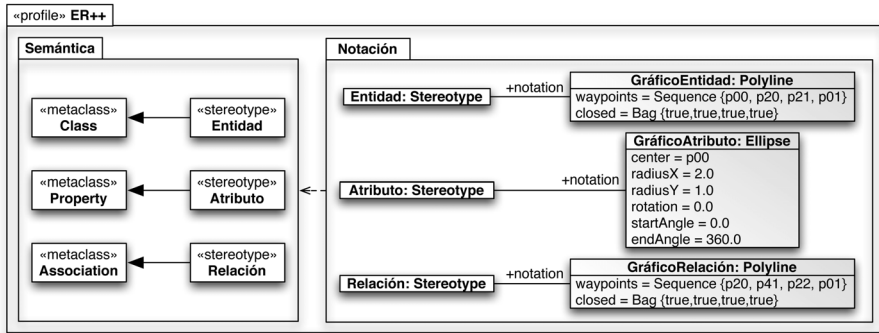 «profile» ER++
Semántica
«metaclass»
Class
«stereotype»
Entidad
«metaclass»
Property
«stereotype»
Atributo
«metaclass»
Association
«stereotype»
Relación
Notación
Entidad: Stereotype
+notation
GráficoEntidad: Polyline
waypoints = Sequence {p00, p20, p21, p01}
closed = Bag {true,true,true,true}
Atributo: Stereotype
+notation
GráficoAtributo: Ellipse
center = p00
radiusX = 2.0
radiusY = 1.0
rotation = 0.0
startAngle = 0.0
endAngle = 360.0
Relación: Stereotype
+notation
GráficoRelación: Polyline
waypoints = Sequence {p20, p41, p22, p01}
closed = Bag {true,true,true,true}